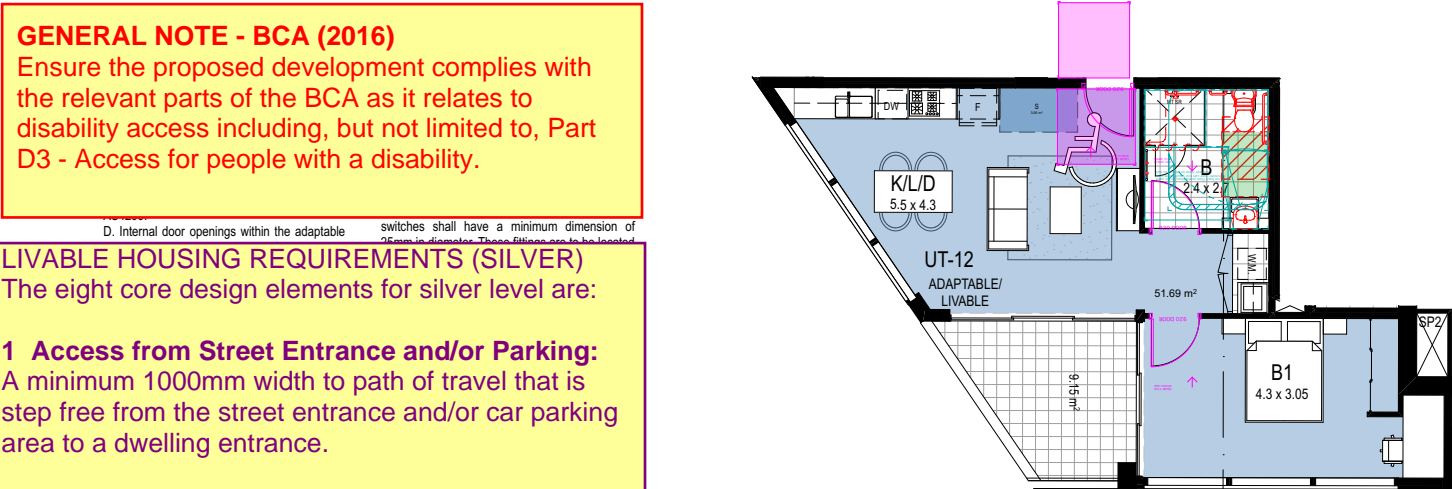 GENERAL NOTE - BCA (2016)
Ensure the proposed development complies with
the relevant parts of the BCA as it relates to
disability access including, but not limited to, Part
D3 - Access for people with a disability.
D. Internal door openings within the adaptable
switches shall have a minimum dimension of
LIVABLE HOUSING REQUIREMENTS (SILVER)
The eight core design elements for silver level are:
1 Access from Street Entrance and/or Parking:
A minimum 1000mm width to path of travel that is
step free from the street entrance and/or car parking
area to a dwelling entrance.
DW
F
S
K/L/D
5.5 x 4.3
B
2.4 x 2.7
W/M
UT-12
ADAPTABLE/
LIVABLE
51.69 m²
920 DOOR
SP2
9.15 m²
B1
4.3 x 3.05